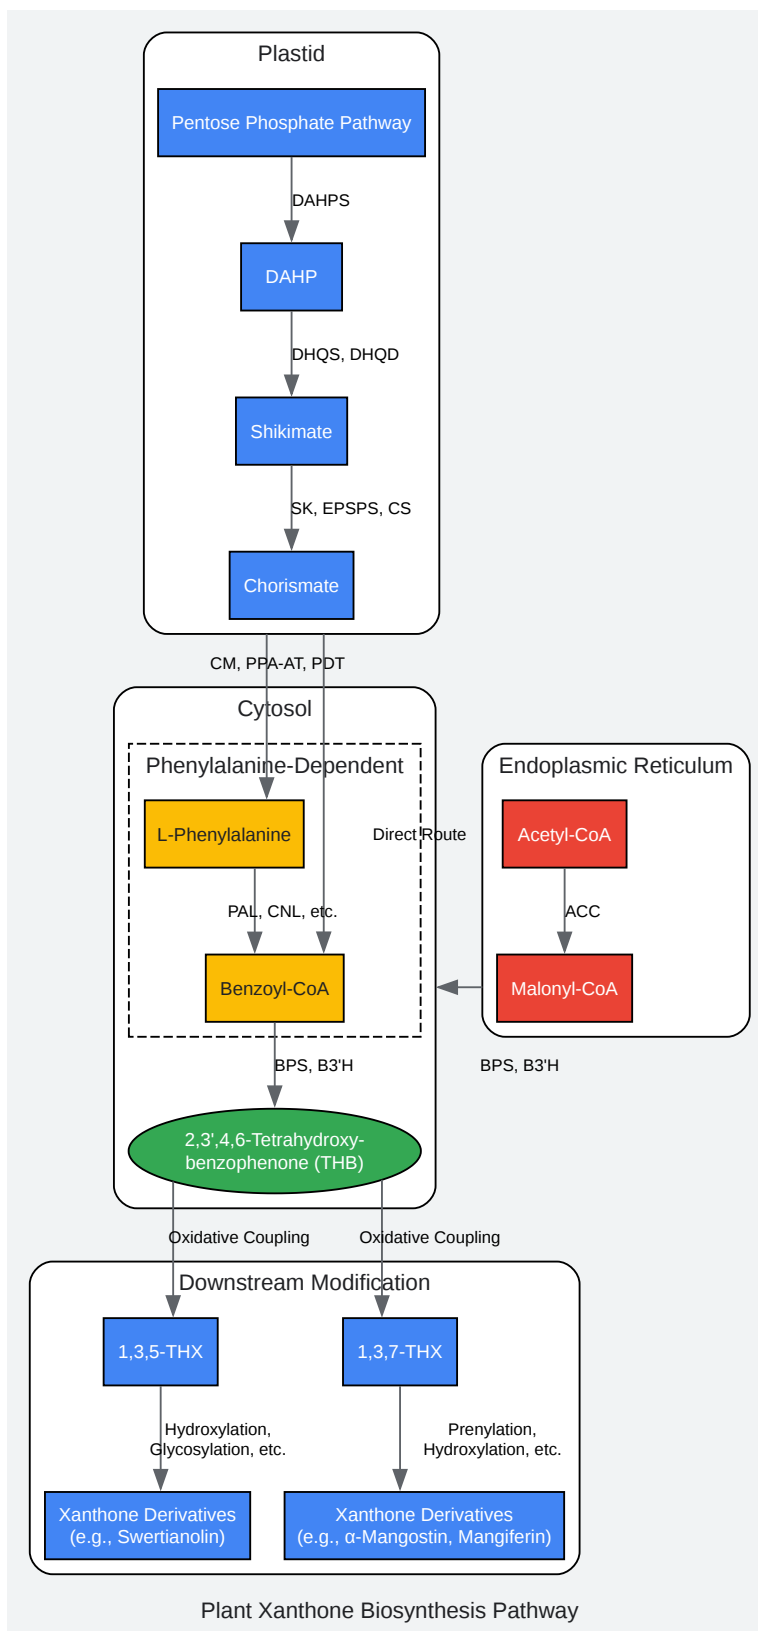 Plastid
Pentose Phosphate Pathway
DAHPS
DAHP
DHQS, DHQD
Shikimate
SK, EPSPS, CS
Chorismate
CM, PPA-AT, PDT
Cytosol
Phenylalanine-Dependent
Endoplasmic Reticulum
L-Phenylalanine
Direct Route
Acetyl-CoA
PAL, CNL, etc.
ACC
Benzoyl-CoA
Malonyl-CoA
BPS, B3'H
BPS, B3'H
2,3',4,6-Tetrahydroxy-
benzophenone (THB)
Oxidative Coupling
Oxidative Coupling
Downstream Modification
1,3,5-THX
1,3,7-THX
Hydroxylation,
Glycosylation, etc.
Prenylation,
Hydroxylation, etc.
Xanthone Derivatives
(e.g., Swertianolin)
Xanthone Derivatives
(e.g., α-Mangostin, Mangiferin)
Plant Xanthone Biosynthesis Pathway